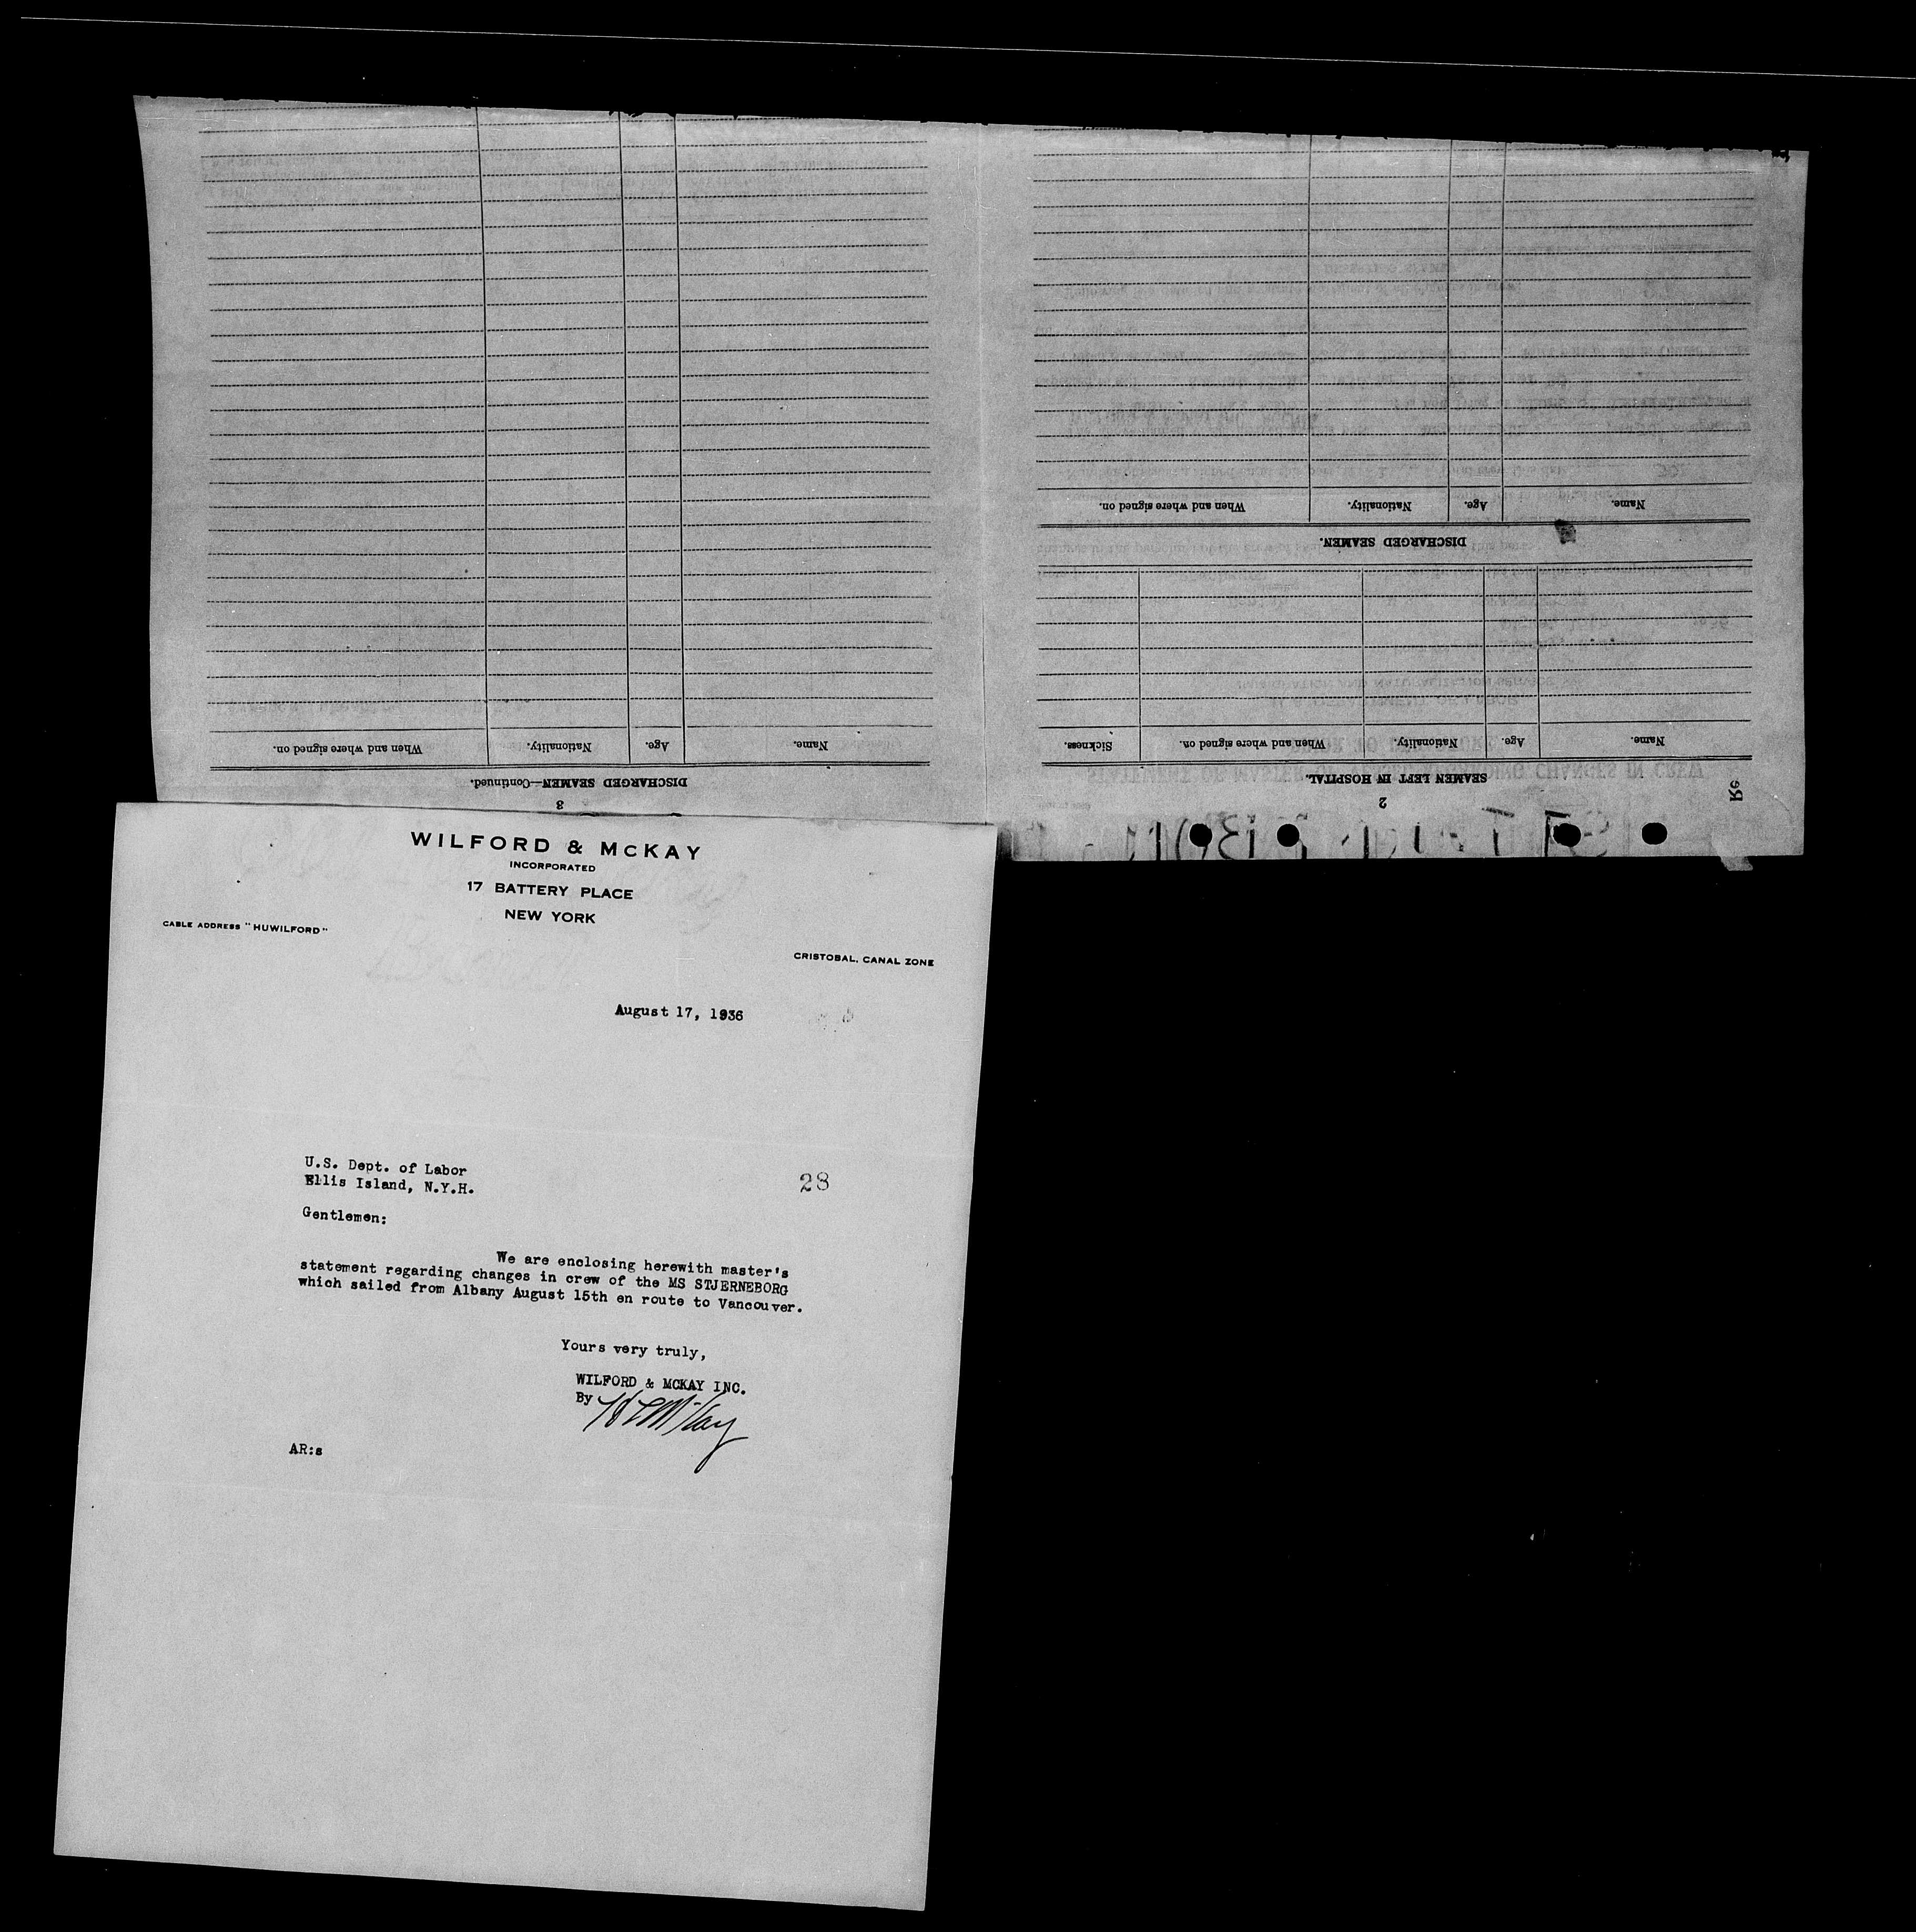 3
DISCHARGED SEAMEN—Continued.
Name. Age. Nationality. When and where signed on.
2
SEAMEN LEFT IN HOSPITAL.
Name. Age. Nationality. When and where signed on. Sickness.
DISCHARGED SEAMEN.
Name. Age. Nationality. When and where signed on.
Re
WILFORD & McKAY
INCORPORATED
17 BATTERY PLACE
NEW YORK
CABLE ADDRESS "HUWILFORD"
CRISTOBAL, CANAL ZONE
August 17, 1936
U.S. Dept. of Labor
Ellis Island, N.Y.H.
28
Gentlemen:
We are enclosing herewith master's
statement regarding changes in crew of the MS STJERNEBORG
which sailed from Albany August 15th en route to Vancouver.
Yours very truly,
WILFORD & MCKAY INC.
By
AR:s